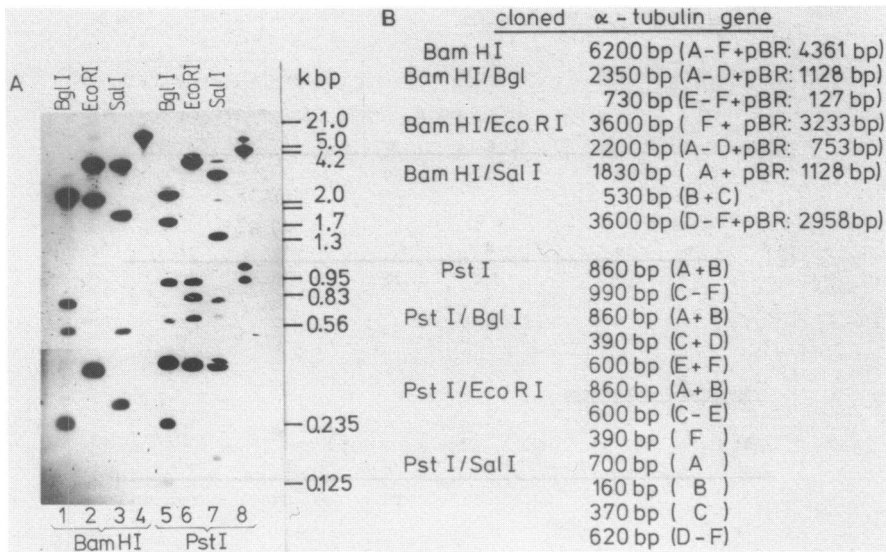 A
Bgl I
EcoRI
Sal I
Bgl I
EcoRI
Sal I
kbp
21.0
5.0
4.2
2.0
1.7
1.3
0.95
0.83
0.56
0.235
0.125
1 2 3 4 5 6 7 8
BamHI PstI
B cloned α-tubulin gene
Bam HI 6200 bp (A-F+pBR: 4361 bp)
Bam HI/Bgl 2350 bp (A-D+pBR: 1128 bp)
730 bp (E-F+pBR: 127 bp)
Bam HI/Eco RI 3600 bp ( F + pBR: 3233 bp)
2200 bp (A-D+pBR: 753 bp)
Bam HI/Sal I 1830 bp ( A + pBR: 1128 bp)
530 bp (B+C)
3600 bp (D-F+pBR: 2958 bp)
Pst I 860 bp (A+B)
990 bp (C-F)
Pst I/Bgl I 860 bp (A+B)
390 bp (C+D)
600 bp (E+F)
Pst I/Eco R I 860 bp (A+B)
600 bp (C-E)
390 bp ( F )
Pst I/Sal I 700 bp ( A )
160 bp ( B )
370 bp ( C )
620 bp (D-F)